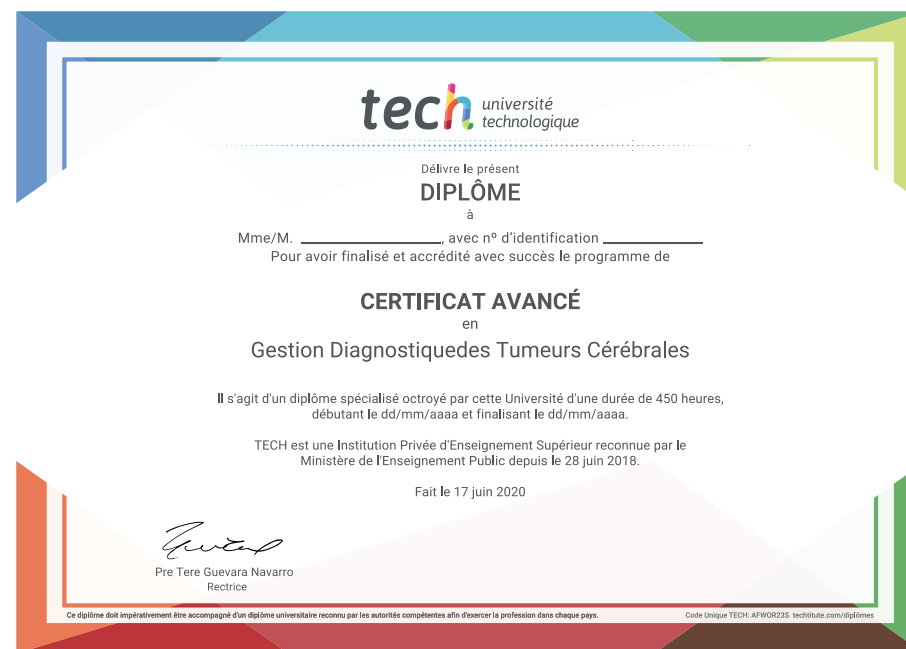 tech université
technologique
Délivre le présent
DIPLÔME
à
Mme/M. ____________________, avec nº d'identification ______________
Pour avoir finalisé et accrédité avec succès le programme de
CERTIFICAT AVANCÉ
en
Gestion Diagnostiquedes Tumeurs Cérébrales
Il s'agit d'un diplôme spécialisé octroyé par cette Université d'une durée de 450 heures,
débutant le dd/mm/aaaa et finalisant le dd/mm/aaaa.
TECH est une Institution Privée d'Enseignement Supérieur reconnue par le
Ministère de l'Enseignement Public depuis le 28 juin 2018.
Fait le 17 juin 2020
Pre Tere Guevara Navarro
Rectrice
Ce diplôme doit impérativement être accompagné d'un diplôme universitaire reconnu par les autorités compétentes afin d'exercer la profession dans chaque pays.
Code Unique TECH: AFWOR23S techtitute.com/diplômes